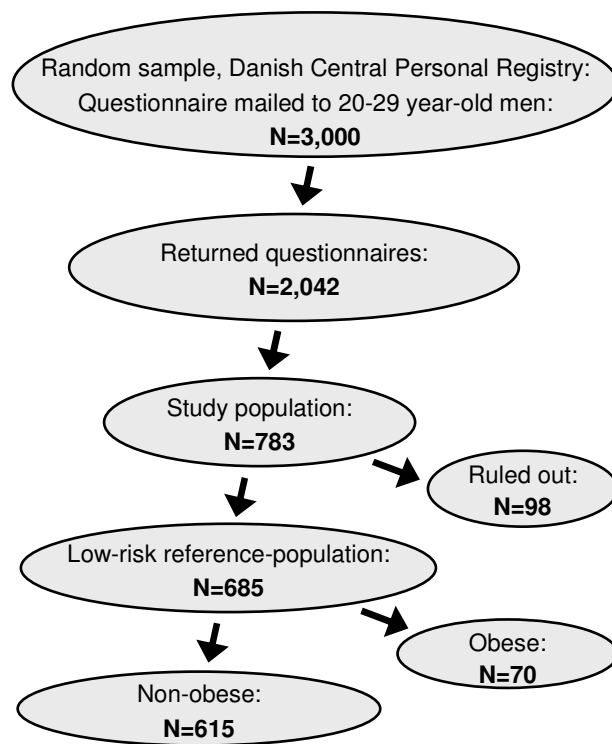 Random sample, Danish Central Personal Registry:
Questionnaire mailed to 20-29 year-old men:
N=3,000
Returned questionnaires:
N=2,042
Study population:
N=783
Ruled out:
N=98
Low-risk reference-population:
N=685
Obese:
N=70
Non-obese:
N=615